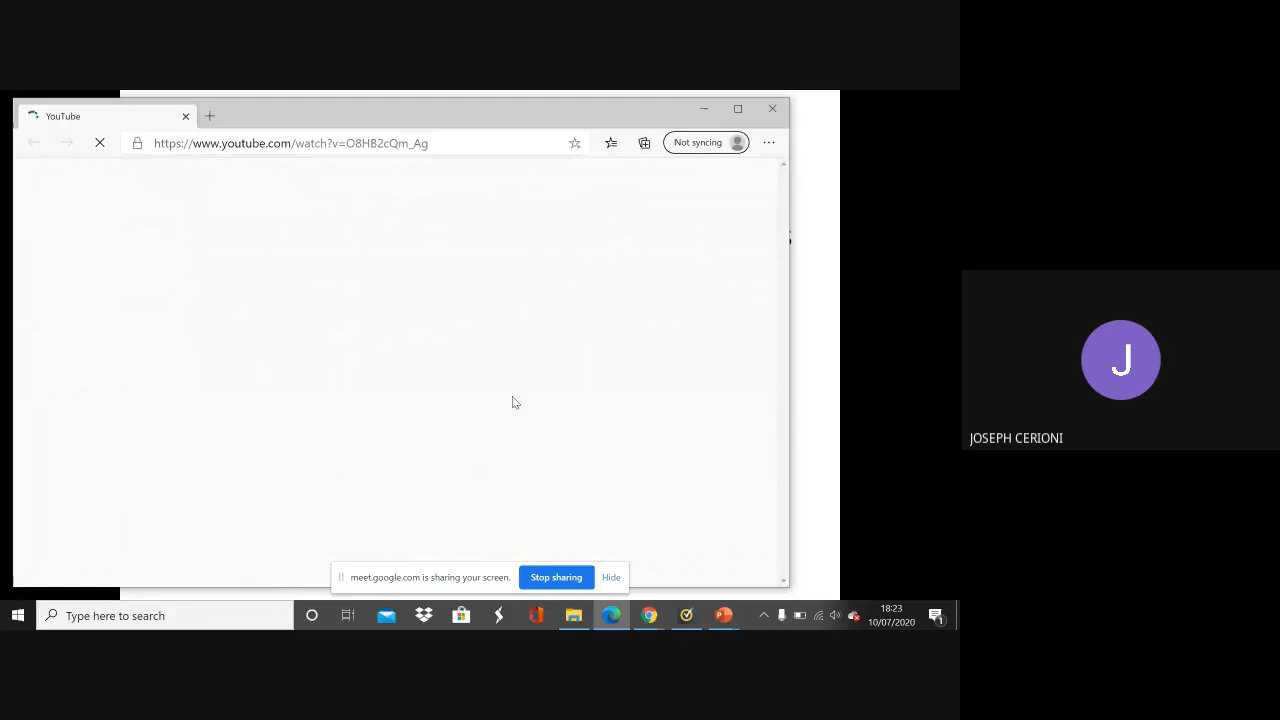 YouTube
https://www.youtube.com/watch?v=O8HB2cQm_Ag
Not syncing
J
JOSEPH CERIONI
meet.google.com is sharing your screen.
Stop sharing
Hide
Type here to search
18:23
10/07/2020
1